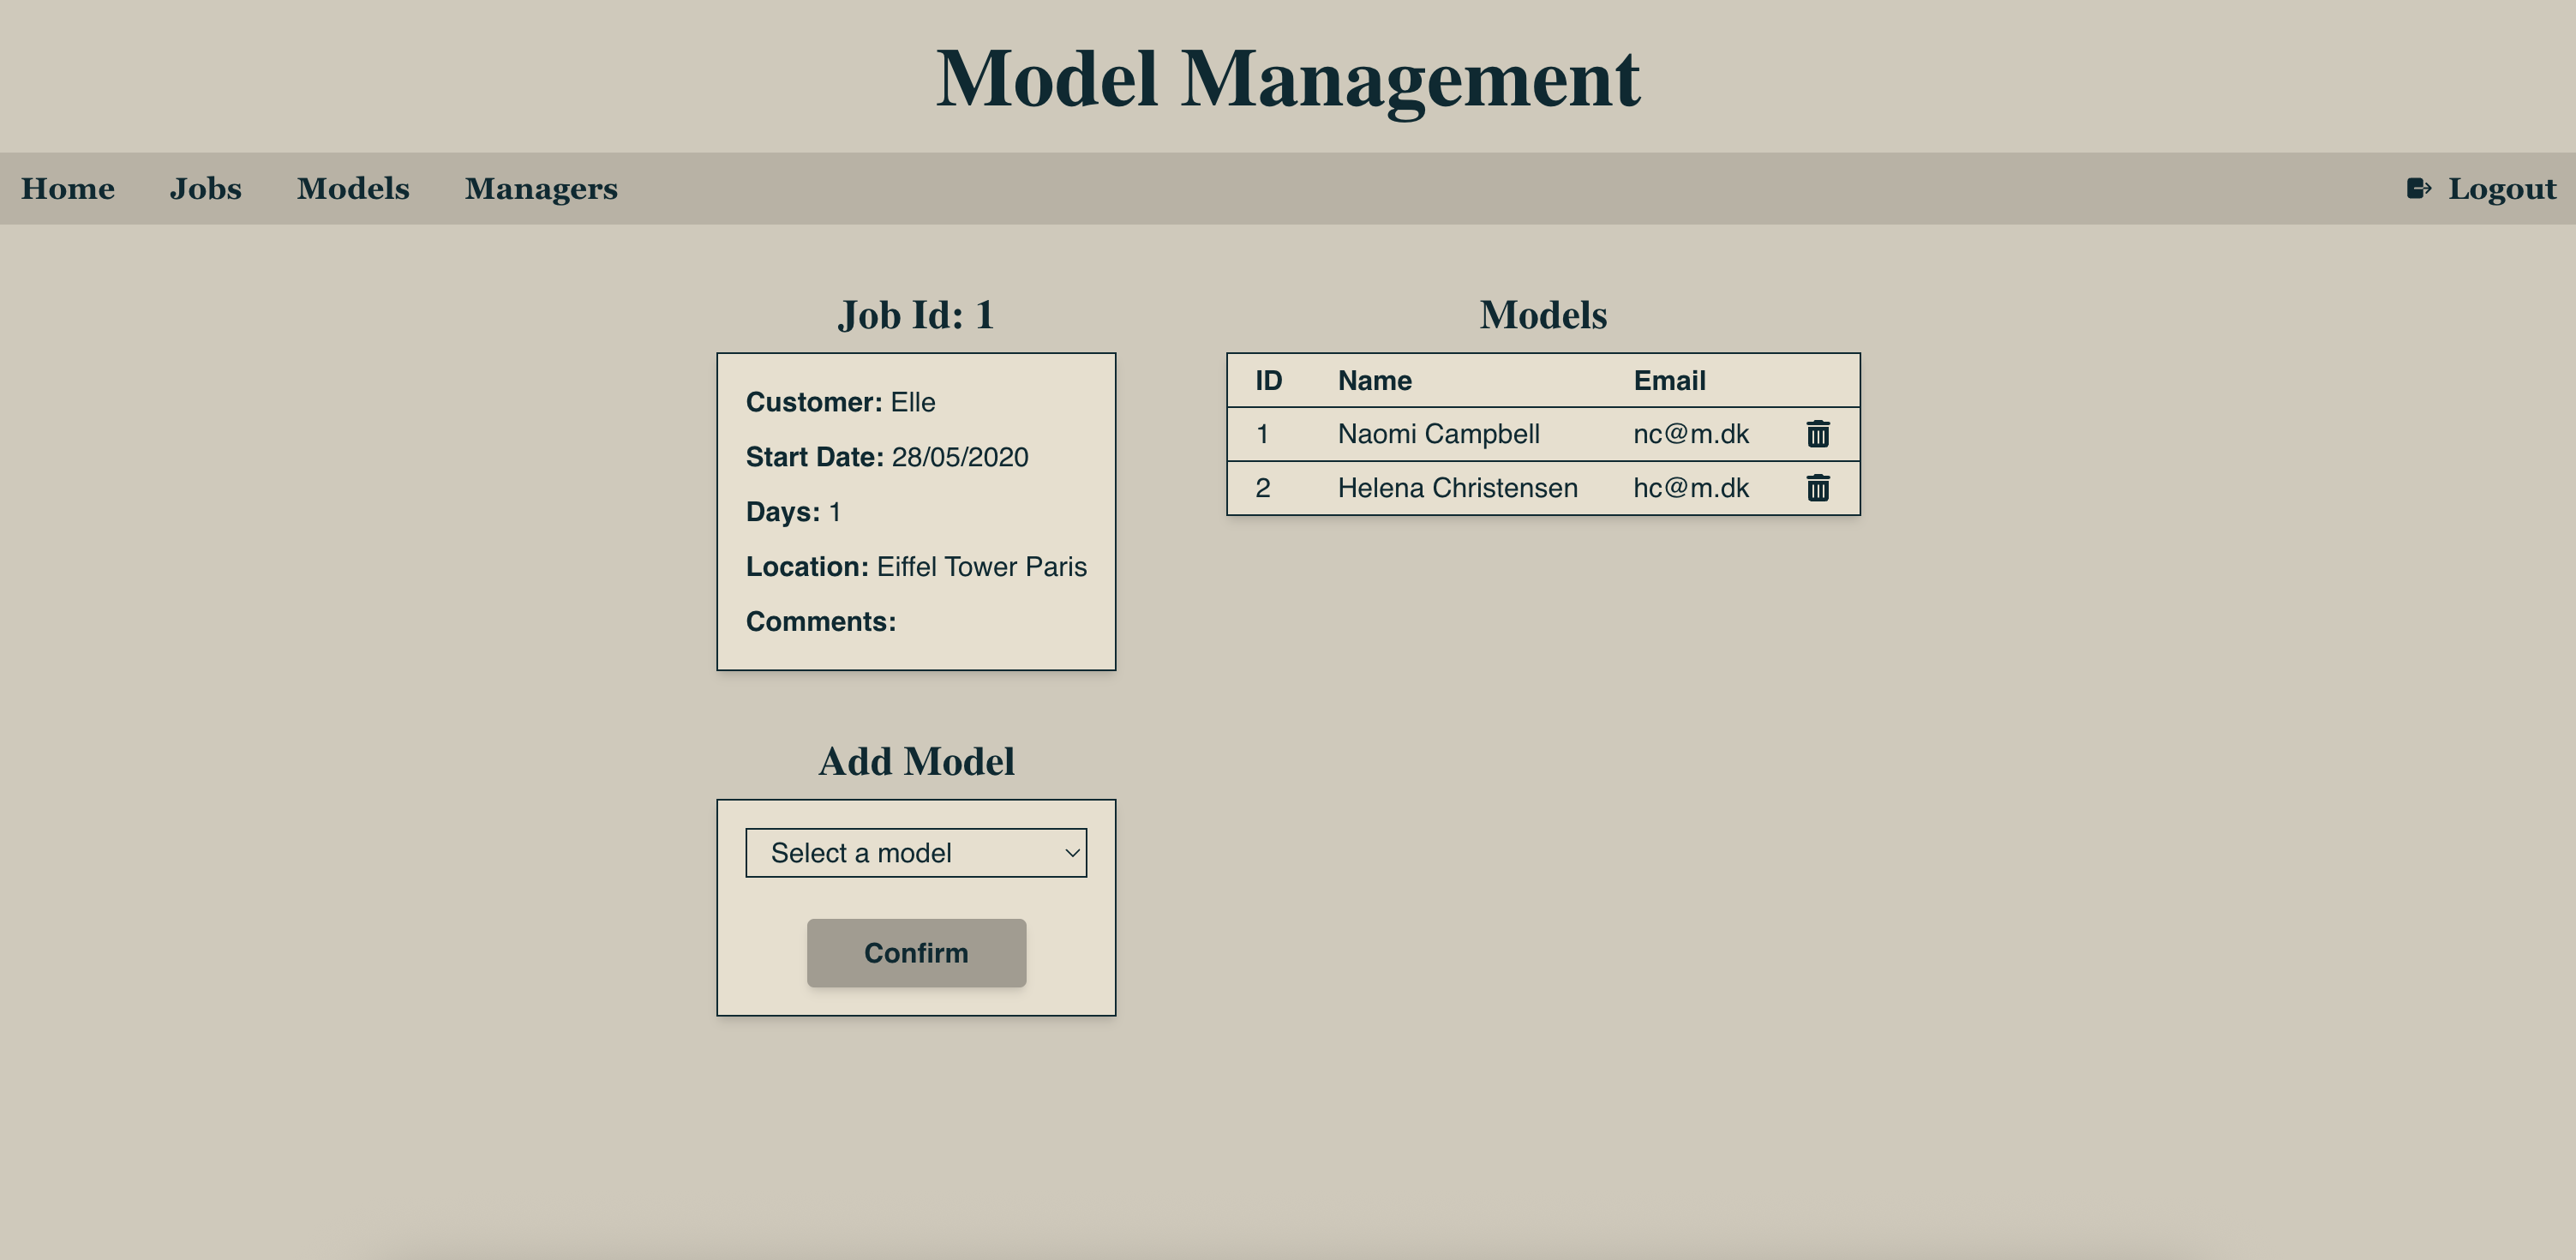 Model Management
Home Jobs Models Managers Logout
Job Id: 1
Customer: Elle
Start Date: 28/05/2020
Days: 1
Location: Eiffel Tower Paris
Comments:
Models
ID Name Email
1 Naomi Campbell nc@m.dk
2 Helena Christensen hc@m.dk
Add Model
Select a model
Confirm